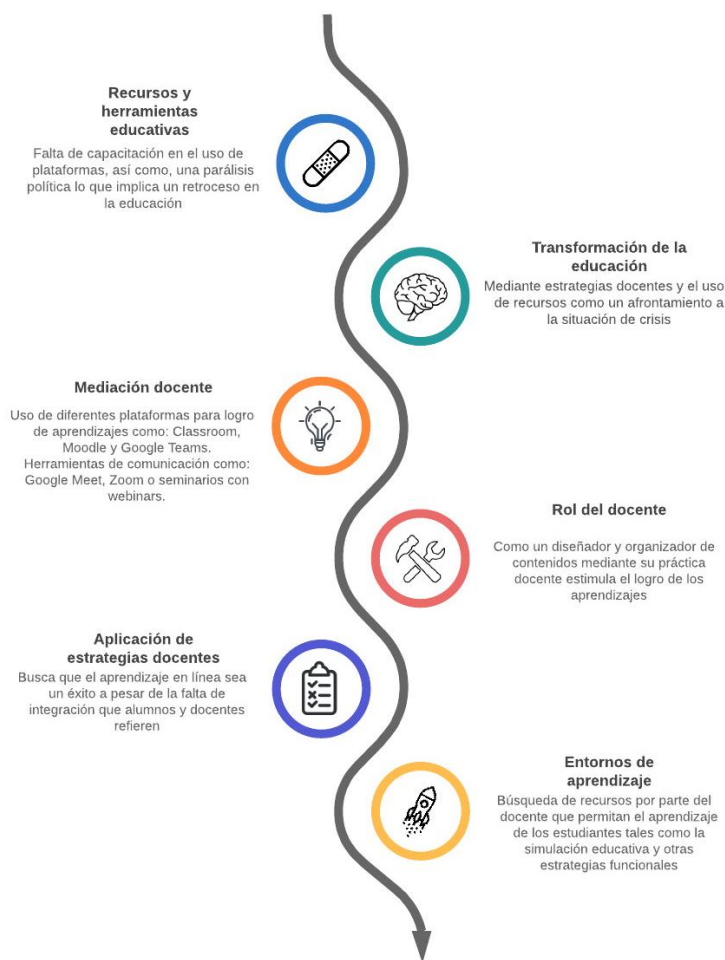 Recursos y
herramientas
educativas
Falta de capacitación en el uso de
plataformas, así como, una parálisis
política lo que implica un retroceso en
la educación
Transformación de la
educación
Mediante estrategias docentes y el uso
de recursos como un afrontamiento a
la situación de crisis
Mediación docente
Uso de diferentes plataformas para logro
de aprendizajes como: Classroom,
Moodle y Google Teams.
Herramientas de comunicación como:
Google Meet, Zoom o seminarios con
webinars.
Rol del docente
Como un diseñador y organizador de
contenidos mediante su práctica
docente estimula el logro de los
aprendizajes
Aplicación de
estrategias docentes
Busca que el aprendizaje en línea sea
un éxito a pesar de la falta de
integración que alumnos y docentes
refieren
Entornos de
aprendizaje
Búsqueda de recursos por parte del
docente que permitan el aprendizaje
de los estudiantes tales como la
simulación educativa y otras
estrategias funcionales